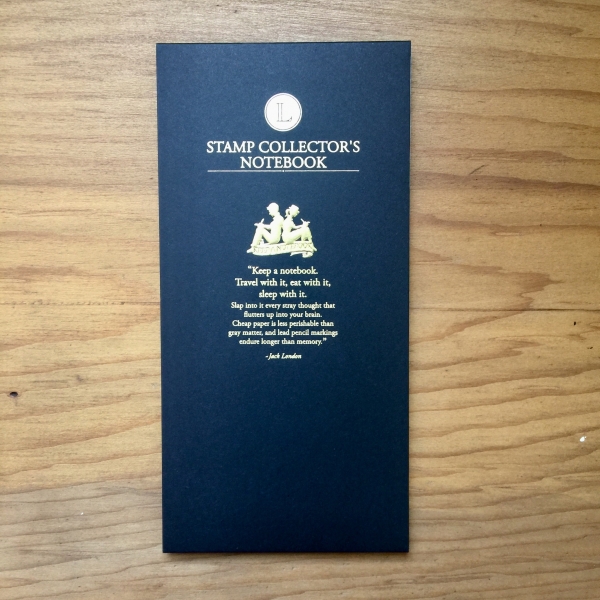 L
STAMP COLLECTOR'S
NOTEBOOK
"Keep a notebook.
Travel with it, eat with it,
sleep with it.
Slap into it every stray thought that
flutters up into your brain.
Cheap paper is less perishable than
gray matter, and lead pencil markings
endure longer than memory."
-Jack London